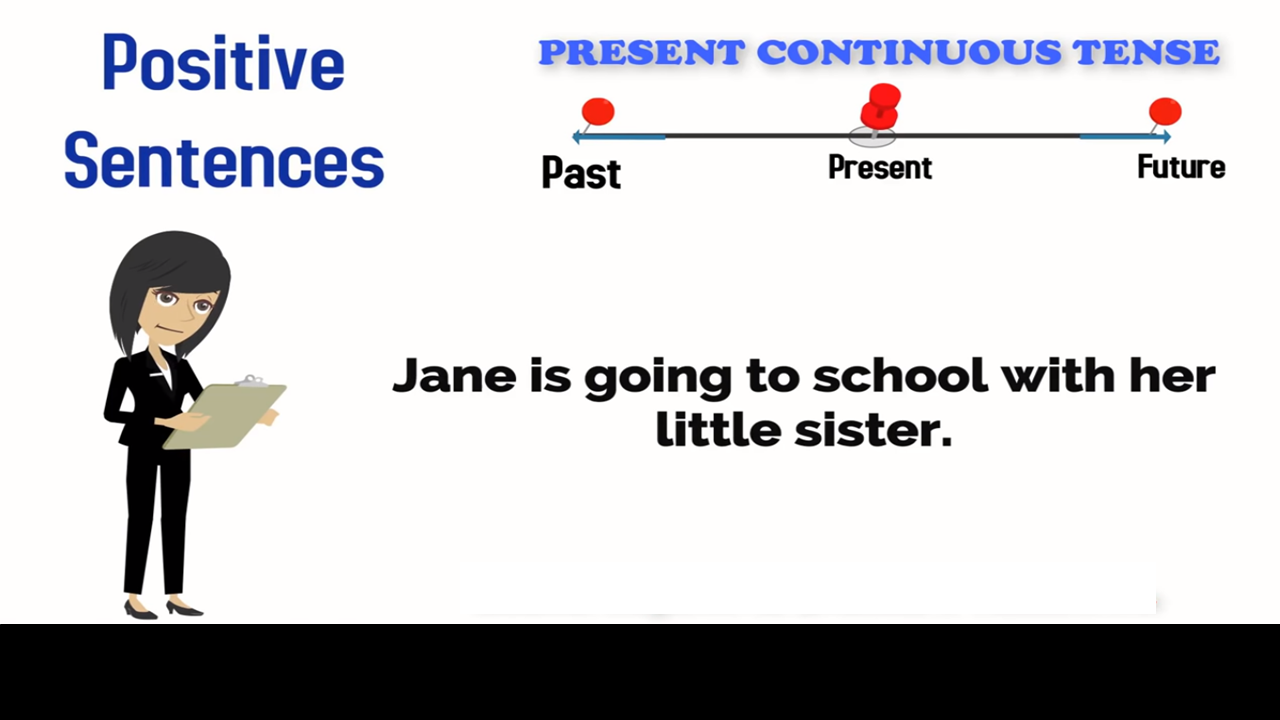 Positive
Sentences
PRESENT CONTINUOUS TENSE
Past
Present
Future
Jane is going to school with her
little sister.